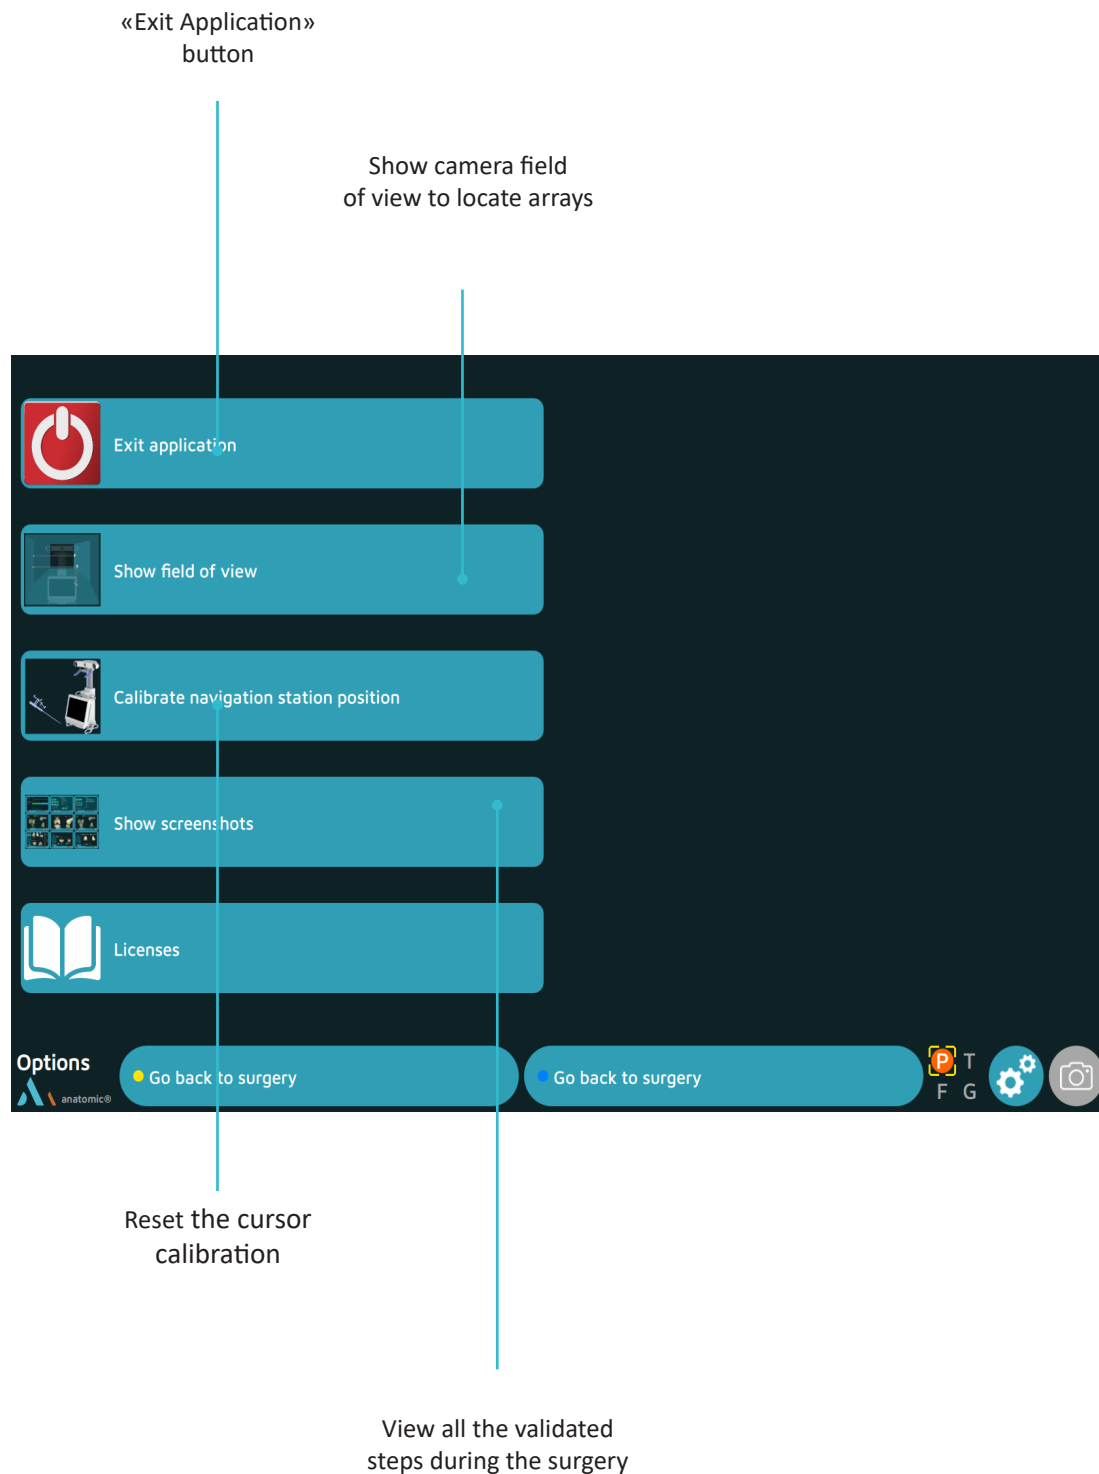 «Exit Application»
button
Show camera field
of view to locate arrays
Exit application
Show field of view
Calibrate navigation station position
Show screenshots
Licenses
Options
anatomic®
Go back to surgery
Go back to surgery
P T
F G
Reset the cursor
calibration
View all the validated
steps during the surgery